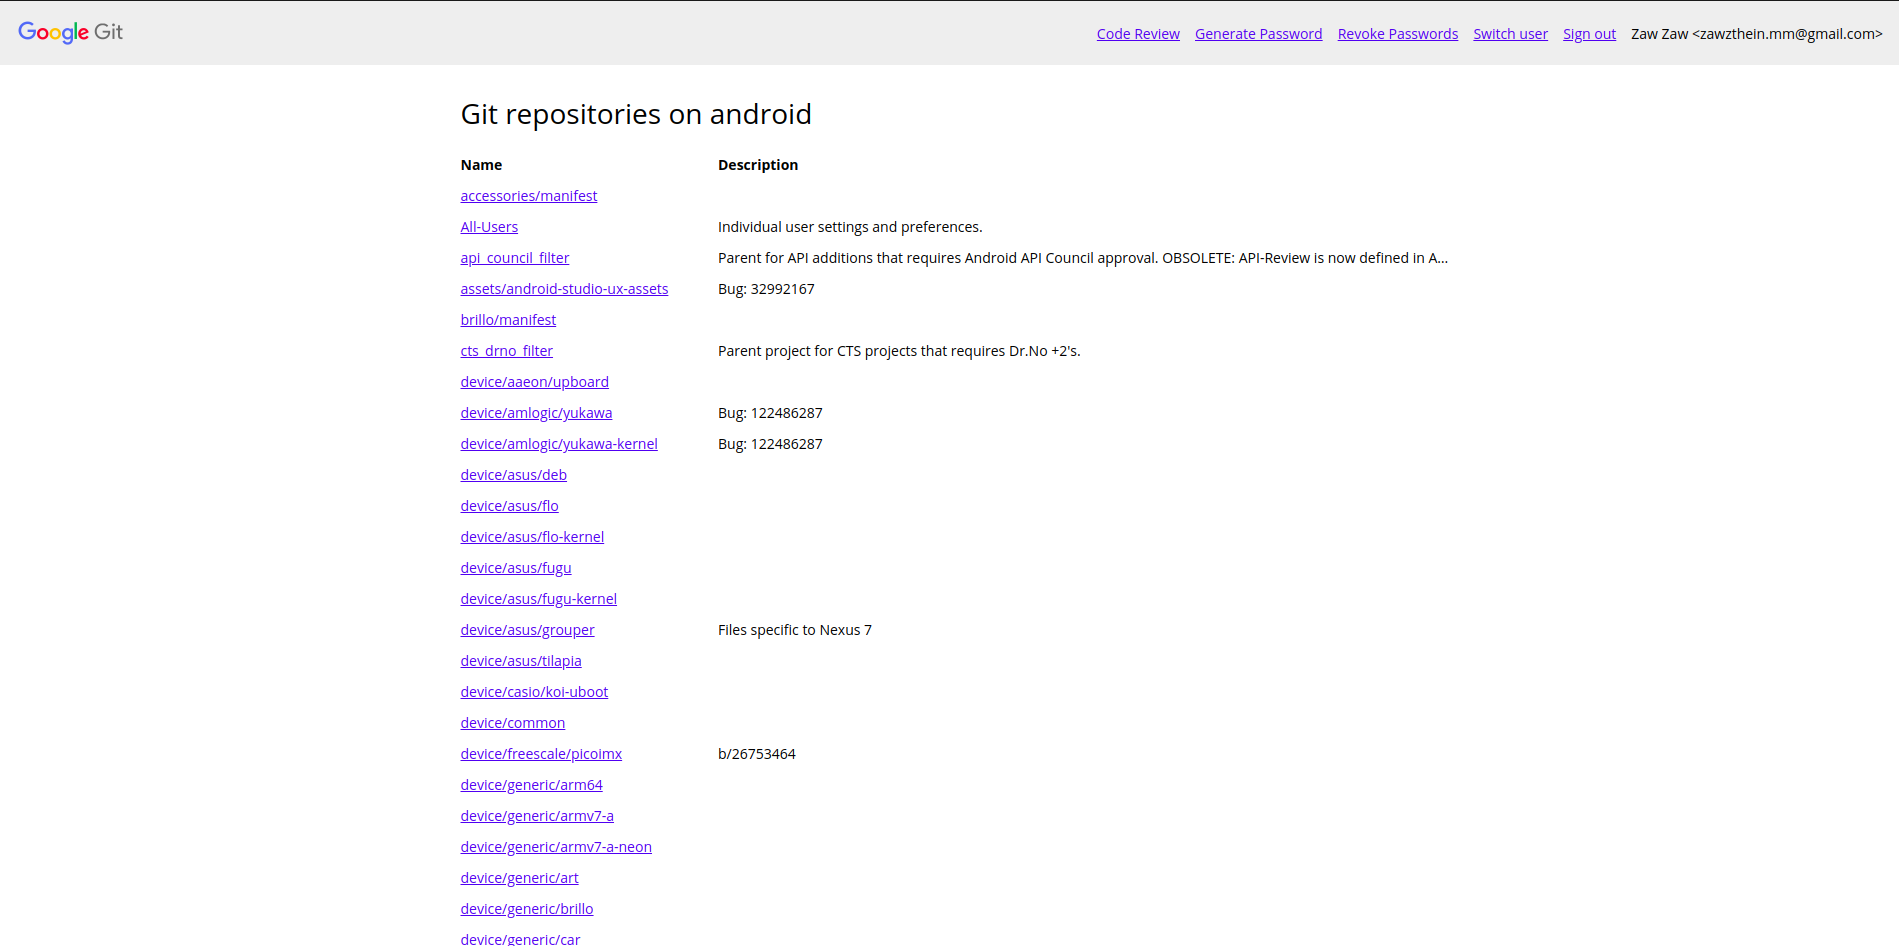 Google Git
Code Review Generate Password Revoke Passwords Switch user Sign out Zaw Zaw <zawzthein.mm@gmail.com>
Git repositories on android
Name Description
accessories/manifest
All-Users Individual user settings and preferences.
api_council_filter Parent for API additions that requires Android API Council approval. OBSOLETE: API-Review is now defined in A...
assets/android-studio-ux-assets Bug: 32992167
brillo/manifest
cts_drno_filter Parent project for CTS projects that requires Dr.No +2's.
device/aaeon/upboard
device/amlogic/yukawa Bug: 122486287
device/amlogic/yukawa-kernel Bug: 122486287
device/asus/deb
device/asus/flo
device/asus/flo-kernel
device/asus/fugu
device/asus/fugu-kernel
device/asus/grouper Files specific to Nexus 7
device/asus/tilapia
device/casio/koi-uboot
device/common
device/freescale/picoimx b/26753464
device/generic/arm64
device/generic/armv7-a
device/generic/armv7-a-neon
device/generic/art
device/generic/brillo
device/generic/car